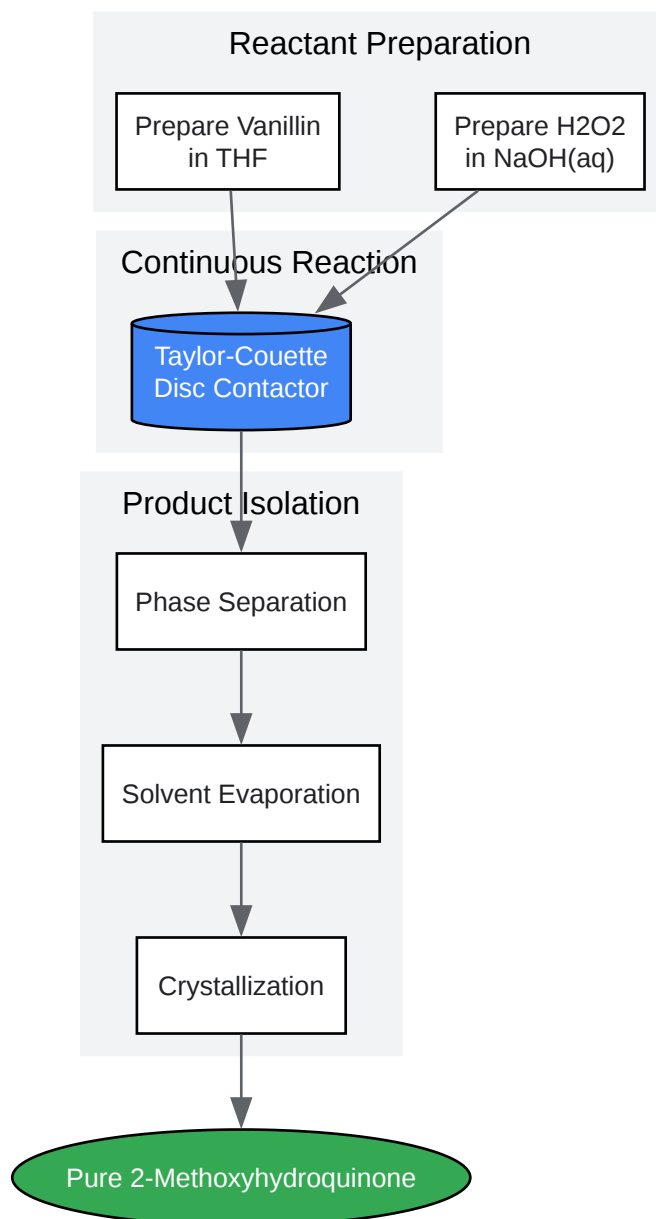 Reactant Preparation
Prepare Vanillin
in THF
Prepare H2O2
in NaOH(aq)
Continuous Reaction
Taylor-Couette
Disc Contactor
Product Isolation
Phase Separation
Solvent Evaporation
Crystallization
Pure 2-Methoxyhydroquinone